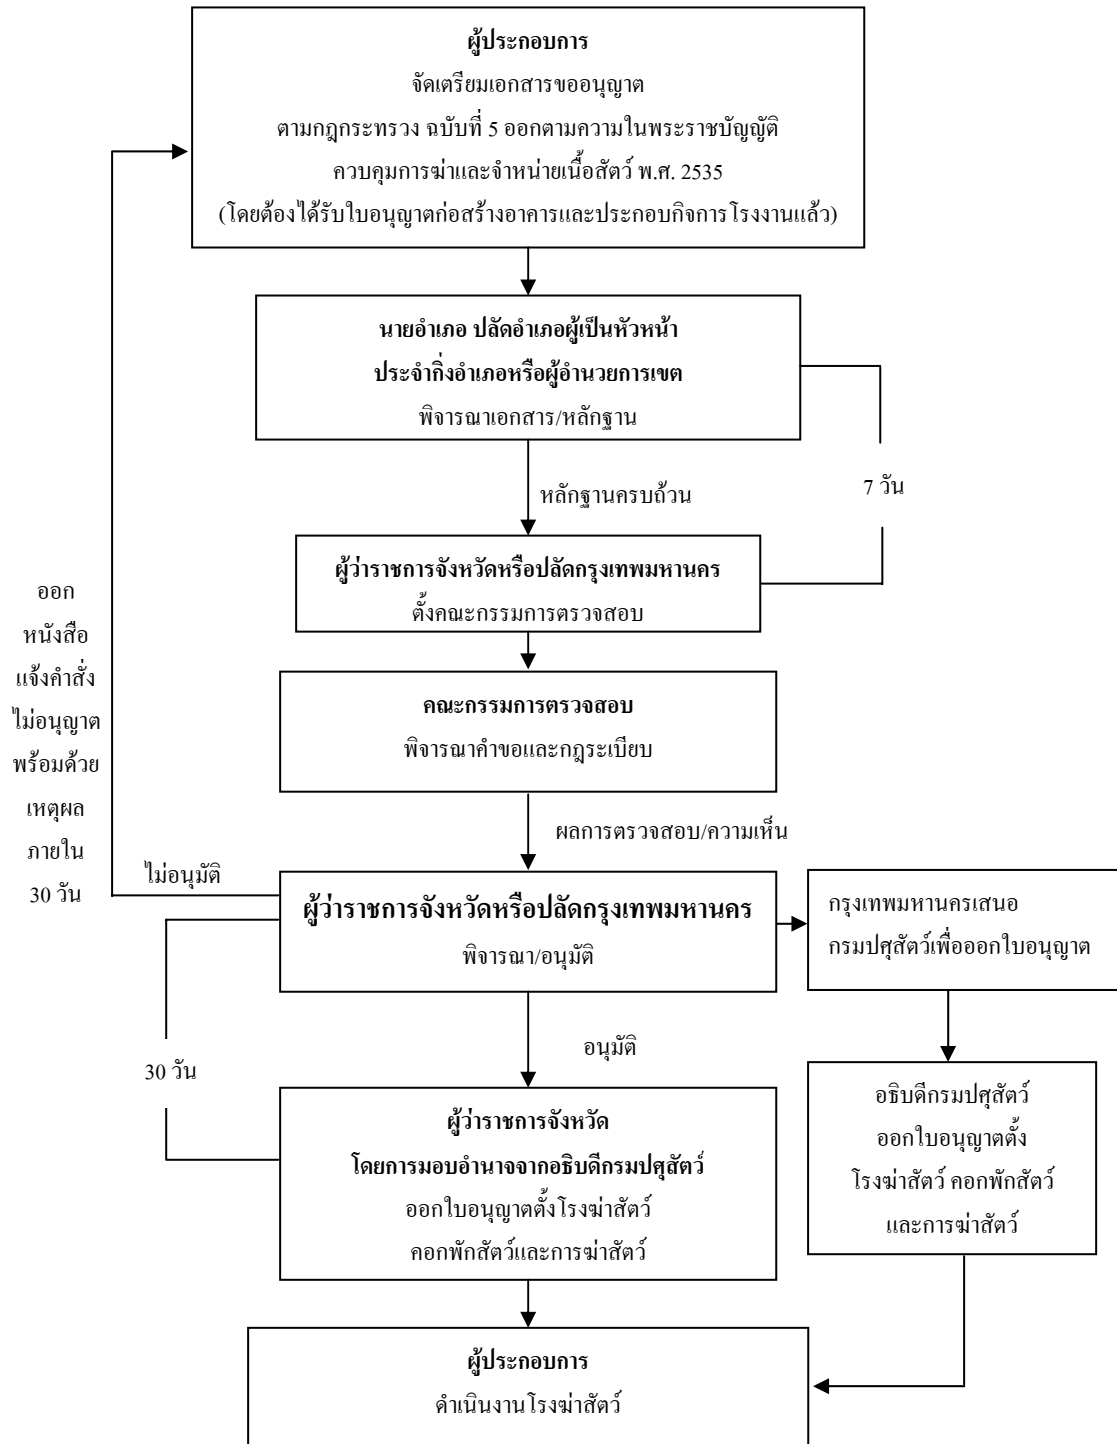 ผู้ประกอบการ
จัดเตรียมเอกสารขออนุญาต
ตามกฎกระทรวง ฉบับที่ 5 ออกตามความในพระราชบัญญัติ
ควบคุมการฆ่าและจำหน่ายเนื้อสัตว์ พ.ศ. 2535
(โดยต้องได้รับใบอนุญาตก่อสร้างอาคารและประกอบกิจการโรงงานแล้ว)
นายอำเภอ ปลัดอำเภอผู้เป็นหัวหน้า
ประจำกิ่งอำเภอหรือผู้อำนวยการเขต
พิจารณาเอกสาร/หลักฐาน
7 วัน
หลักฐานครบถ้วน
ผู้ว่าราชการจังหวัดหรือปลัดกรุงเทพมหานคร
ตั้งคณะกรรมการตรวจสอบ
คณะกรรมการตรวจสอบ
พิจารณาคำขอและกฎระเบียบ
ผลการตรวจสอบ/ความเห็น
ออก
หนังสือ
แจ้งคำสั่ง
ไม่อนุญาต
พร้อมด้วย
เหตุผล
ภายใน
30 วัน
ไม่อนุมัติ
ผู้ว่าราชการจังหวัดหรือปลัดกรุงเทพมหานคร
พิจารณา/อนุมัติ
กรุงเทพมหานครเสนอ
กรมปศุสัตว์เพื่อออกใบอนุญาต
อนุมัติ
30 วัน
ผู้ว่าราชการจังหวัด
โดยการมอบอำนาจจากอธิบดีกรมปศุสัตว์
ออกใบอนุญาตตั้งโรงฆ่าสัตว์
คอกพักสัตว์และการฆ่าสัตว์
อธิบดีกรมปศุสัตว์
ออกใบอนุญาตตั้ง
โรงฆ่าสัตว์ คอกพักสัตว์
และการฆ่าสัตว์
ผู้ประกอบการ
ดำเนินงานโรงฆ่าสัตว์